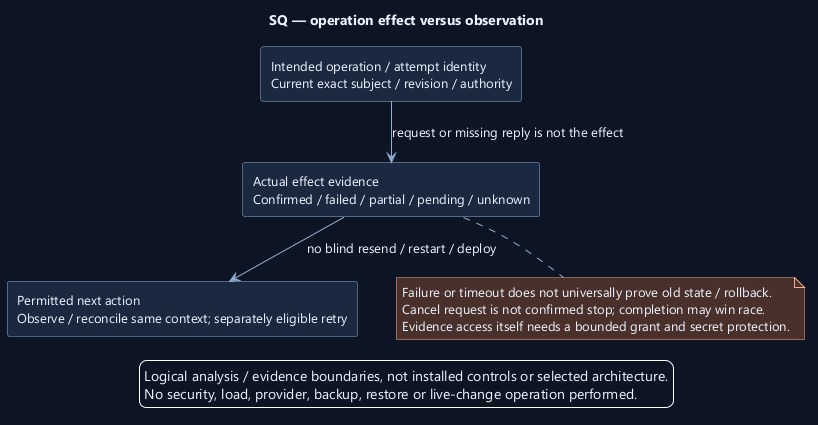 SQ — operation effect versus observation
Intended operation / attempt identity
Current exact subject / revision / authority
request or missing reply is not the effect
Actual effect evidence
Confirmed / failed / partial / pending / unknown
no blind resend / restart / deploy
Permitted next action
Observe / reconcile same context; separately eligible retry
Failure or timeout does not universally prove old state / rollback.
Cancel request is not confirmed stop; completion may win race.
Evidence access itself needs a bounded grant and secret protection.
Logical analysis / evidence boundaries, not installed controls or selected architecture.
No security, load, provider, backup, restore or live-change operation performed.